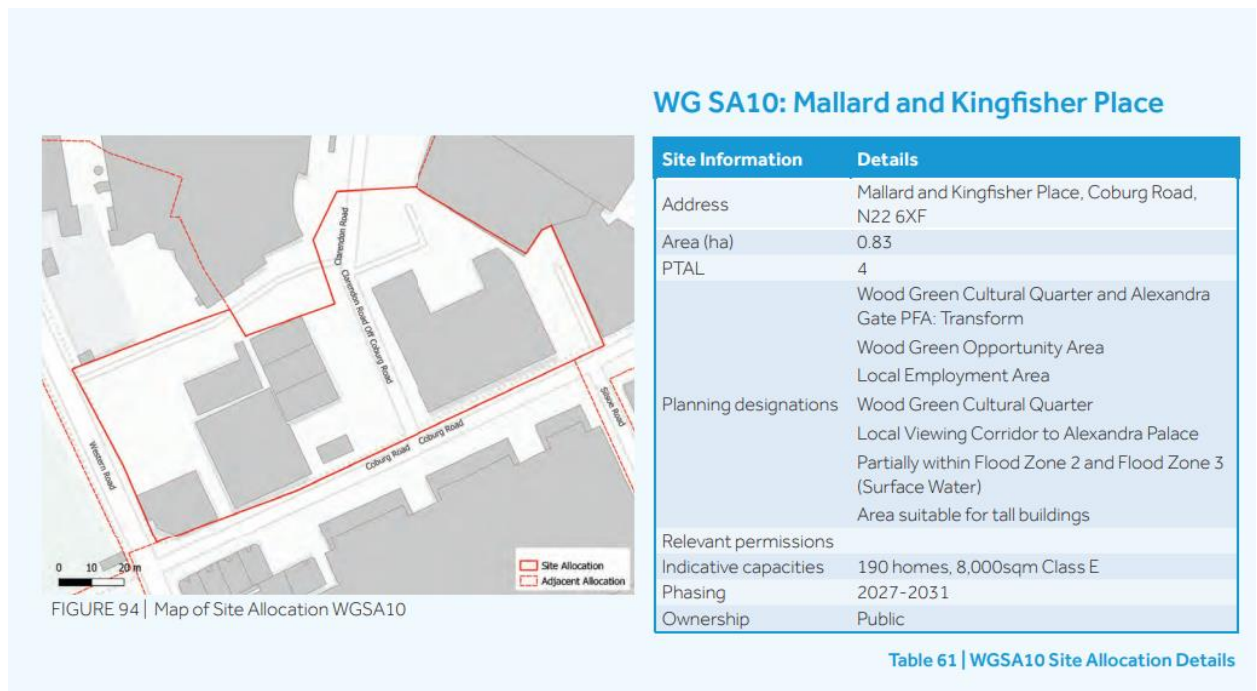 WG SA10: Mallard and Kingfisher Place
Site Information Details
Address Mallard and Kingfisher Place, Coburg Road,
N22 6XF
Area (ha) 0.83
PTAL 4
Planning designations
Wood Green Cultural Quarter and Alexandra
Gate PFA: Transform
Wood Green Opportunity Area
Local Employment Area
Wood Green Cultural Quarter
Local Viewing Corridor to Alexandra Palace
Partially within Flood Zone 2 and Flood Zone 3
(Surface Water)
Area suitable for tall buildings
Relevant permissions
Indicative capacities 190 homes, 8,000sqm Class E
Phasing 2027-2031
Ownership Public
Table 61 | WGSA10 Site Allocation Details
Clarendon Road
Clarendon Road Off Coburg Road
Coburg Road
Coburg Road
Western Road
Silsoe Road
0 10 20 m
Site Allocation
Adjacent Allocation
FIGURE 94 | Map of Site Allocation WGSA10